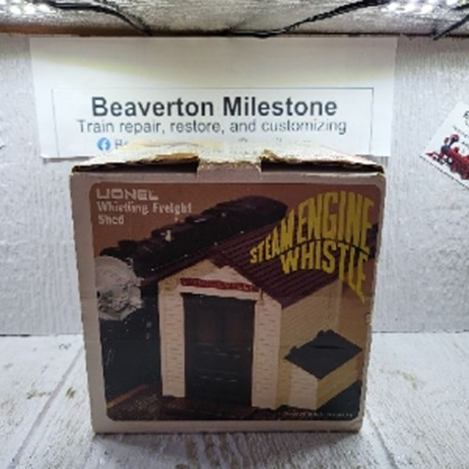 Beaverton Milestone
Train repair, restore, and customizing
LIONEL
Whistling Freight
Shed
STEAM ENGINE
WHISTLE